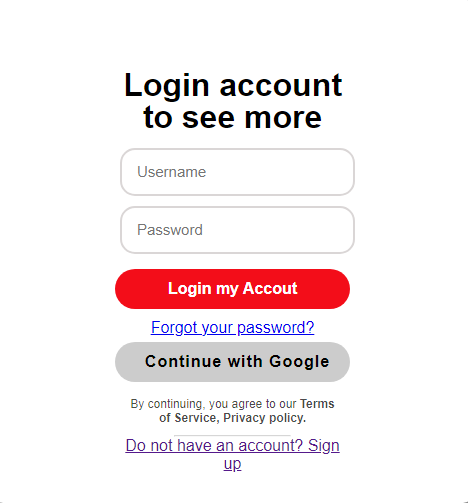 Login account
to see more
Username
Password
Login my Accout
Forgot your password?
Continue with Google
By continuing, you agree to our Terms
of Service, Privacy policy.
Do not have an account? Sign
up